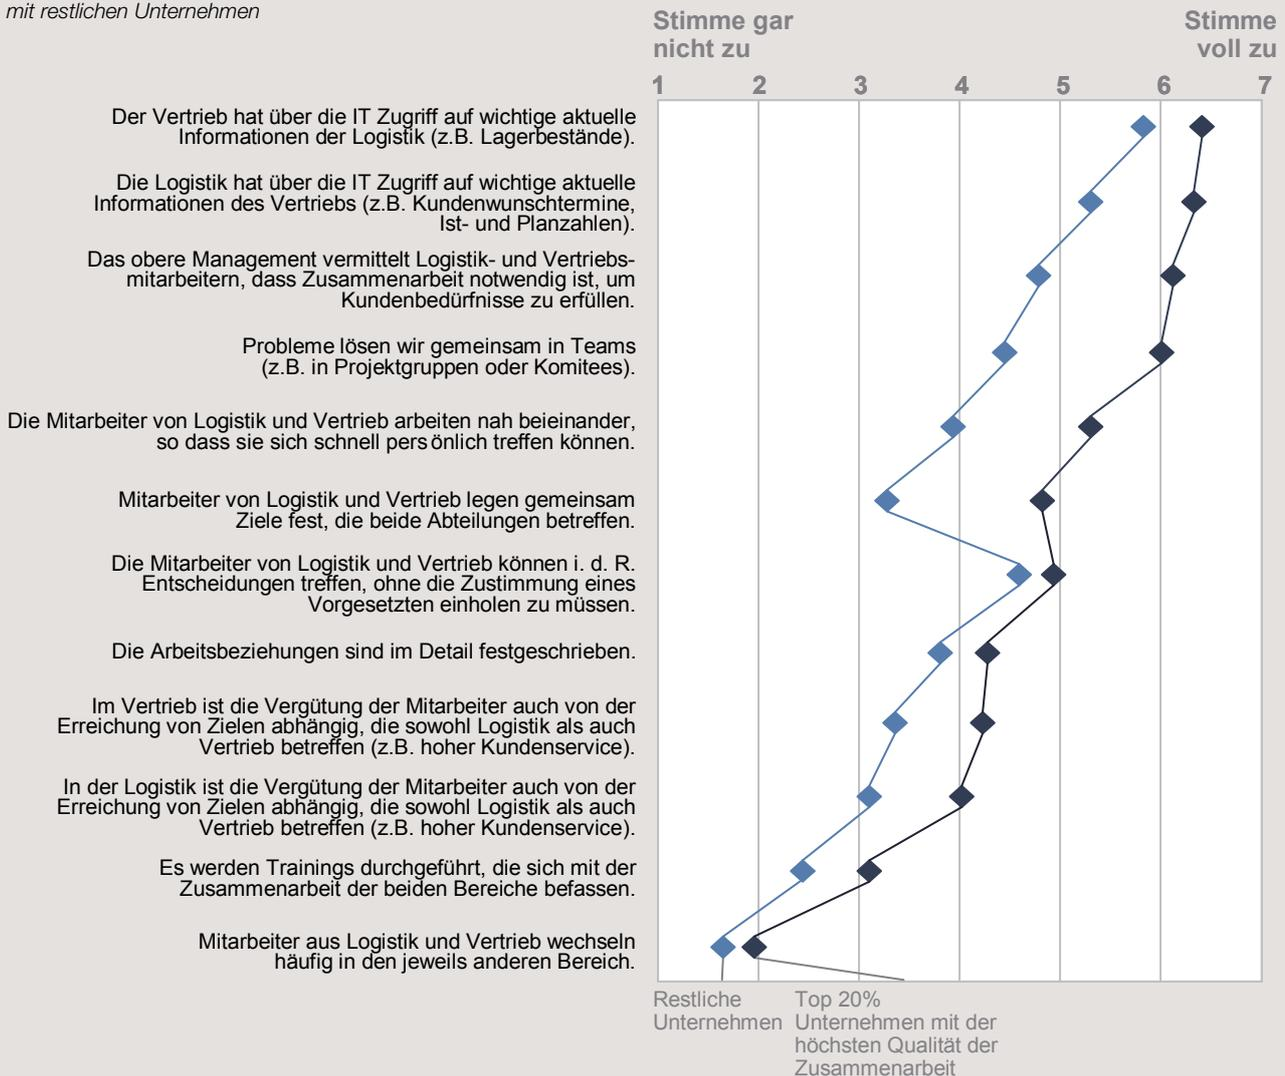 mit restlichen Unternehmen
Stimme gar
nicht zu
Stimme
voll zu
1 2 3 4 5 6 7
Der Vertrieb hat über die IT Zugriff auf wichtige aktuelle
Informationen der Logistik (z.B. Lagerbestände).
Die Logistik hat über die IT Zugriff auf wichtige aktuelle
Informationen des Vertriebs (z.B. Kundenwunschtermine,
Ist- und Planzahlen).
Das obere Management vermittelt Logistik- und Vertriebs-
mitarbeitern, dass Zusammenarbeit notwendig ist, um
Kundenbedürfnisse zu erfüllen.
Probleme lösen wir gemeinsam in Teams
(z.B. in Projektgruppen oder Komitees).
Die Mitarbeiter von Logistik und Vertrieb arbeiten nah beieinander,
so dass sie sich schnell persönlich treffen können.
Mitarbeiter von Logistik und Vertrieb legen gemeinsam
Ziele fest, die beide Abteilungen betreffen.
Die Mitarbeiter von Logistik und Vertrieb können i. d. R.
Entscheidungen treffen, ohne die Zustimmung eines
Vorgesetzten einholen zu müssen.
Die Arbeitsbeziehungen sind im Detail festgeschrieben.
Im Vertrieb ist die Vergütung der Mitarbeiter auch von der
Erreichung von Zielen abhängig, die sowohl Logistik als auch
Vertrieb betreffen (z.B. hoher Kundenservice).
In der Logistik ist die Vergütung der Mitarbeiter auch von der
Erreichung von Zielen abhängig, die sowohl Logistik als auch
Vertrieb betreffen (z.B. hoher Kundenservice).
Es werden Trainings durchgeführt, die sich mit der
Zusammenarbeit der beiden Bereiche befassen.
Mitarbeiter aus Logistik und Vertrieb wechseln
häufig in den jeweils anderen Bereich.
Restliche
Unternehmen
Top 20%
Unternehmen mit der
höchsten Qualität der
Zusammenarbeit